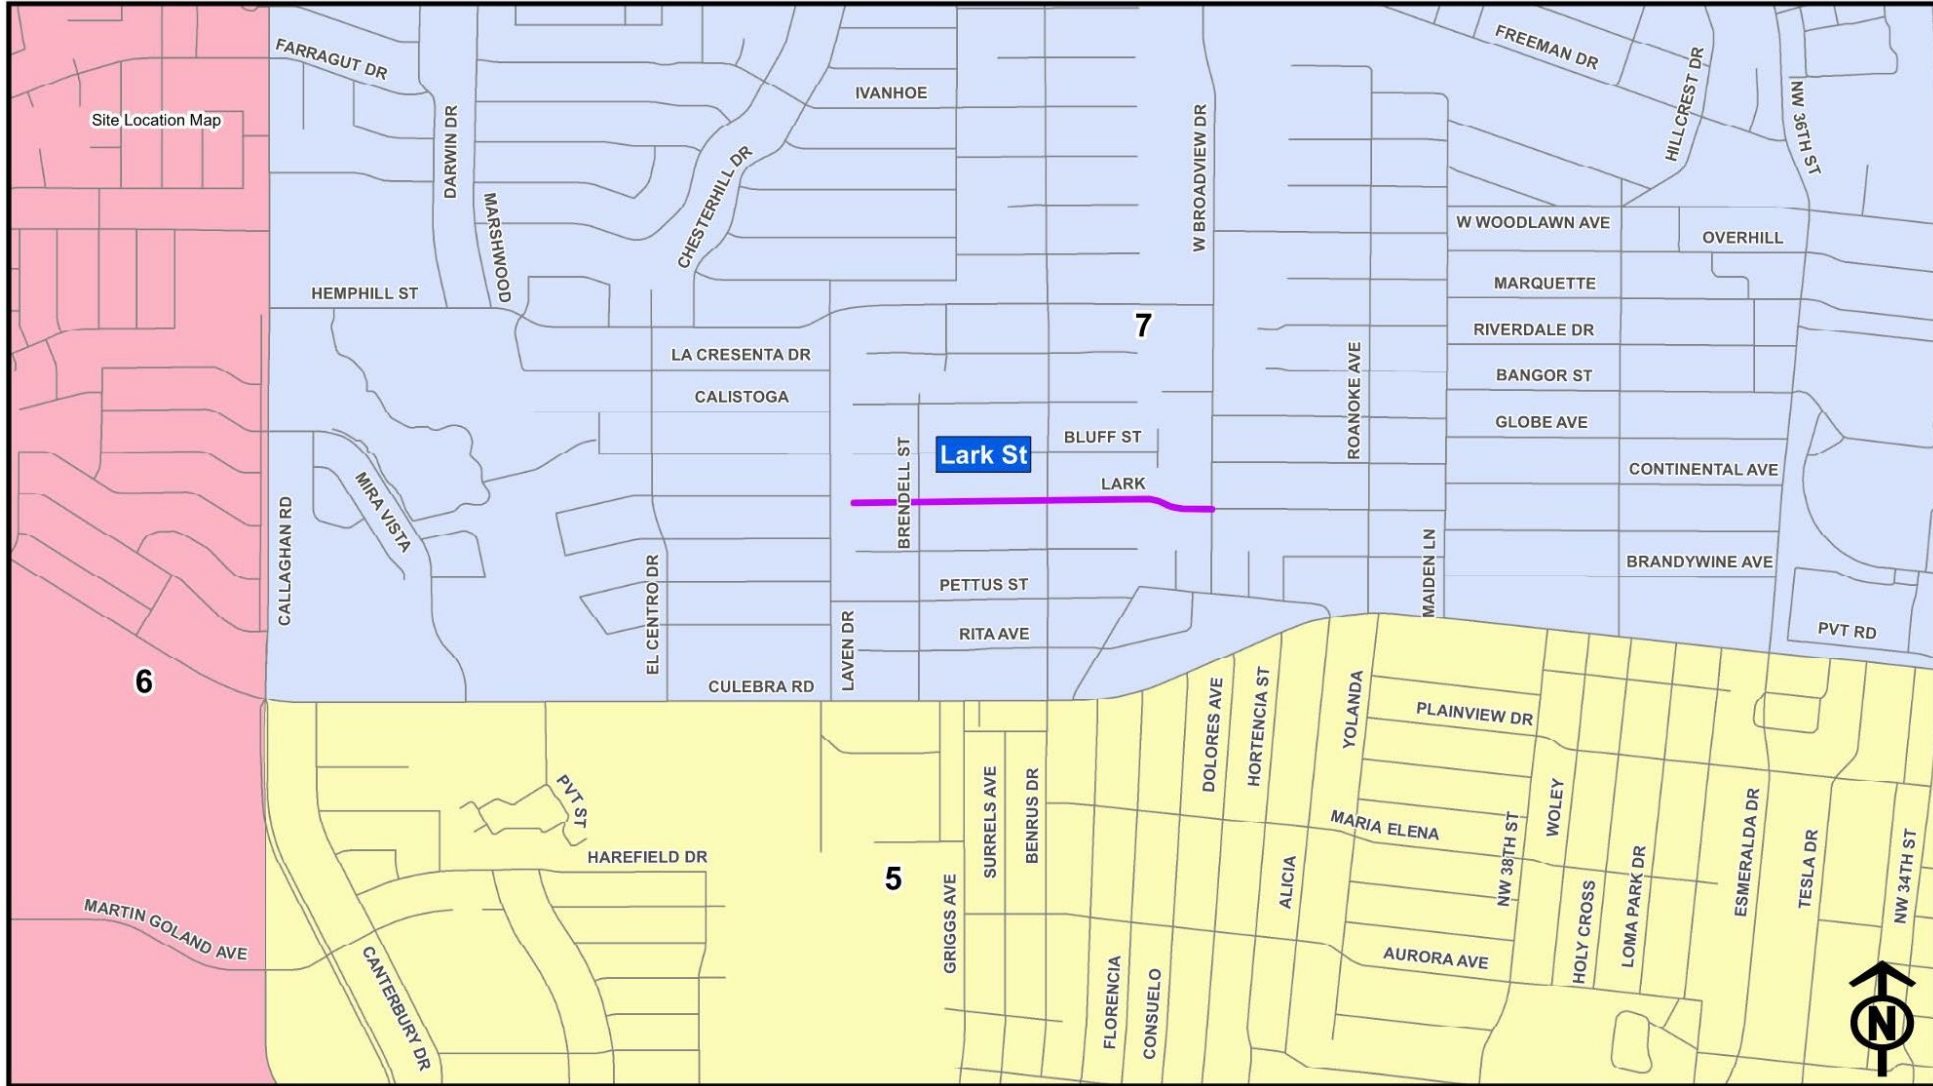 FARRAGUT DR
FREEMAN DR
HILLCREST DR
NW 36TH ST
IVANHOE
Site Location Map
DARWIN DR
W BROADVIEW DR
CHESTERHILL DR
MARSHWOOD
W WOODLAWN AVE
OVERHILL
MARQUETTE
HEMPHILL ST
7
RIVERDALE DR
LA CRESENTA DR
BANGOR ST
CALISTOGA
ROANOKE AVE
GLOBE AVE
BLUFF ST
Lark St
BRENDELL ST
CONTINENTAL AVE
LARK
MIRA VISTA
CALLAGHAN RD
MAIDEN LN
BRANDYWINE AVE
PETTUS ST
EL CENTRO DR
LAVEN DR
RITA AVE
PVT RD
6
CULEBRA RD
DOLORES AVE
HORTENCIA ST
YOLANDA
PLAINVIEW DR
PVT ST
SURRELS AVE
BENRUS DR
WOLEY
MARIA ELENA
NW 38TH ST
ESMERALDA DR
TESLA DR
NW 34TH ST
HAREFIELD DR
5
ALICIA
GRIGGS AVE
HOLY CROSS
LOMA PARK DR
MARTIN GOLAND AVE
AURORA AVE
CANTERBURY DR
FLORENCIA
CONSUELO
N